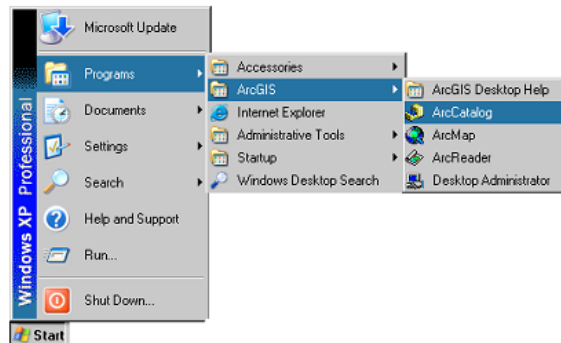 Microsoft Update
Programs
Documents
Settings
Search
Help and Support
Run...
Shut Down...
Windows XP Professional
Start
Accessories
ArcGIS
Internet Explorer
Administrative Tools
Startup
Windows Desktop Search
ArcGIS Desktop Help
ArcCatalog
ArcMap
ArcReader
Desktop Administrator